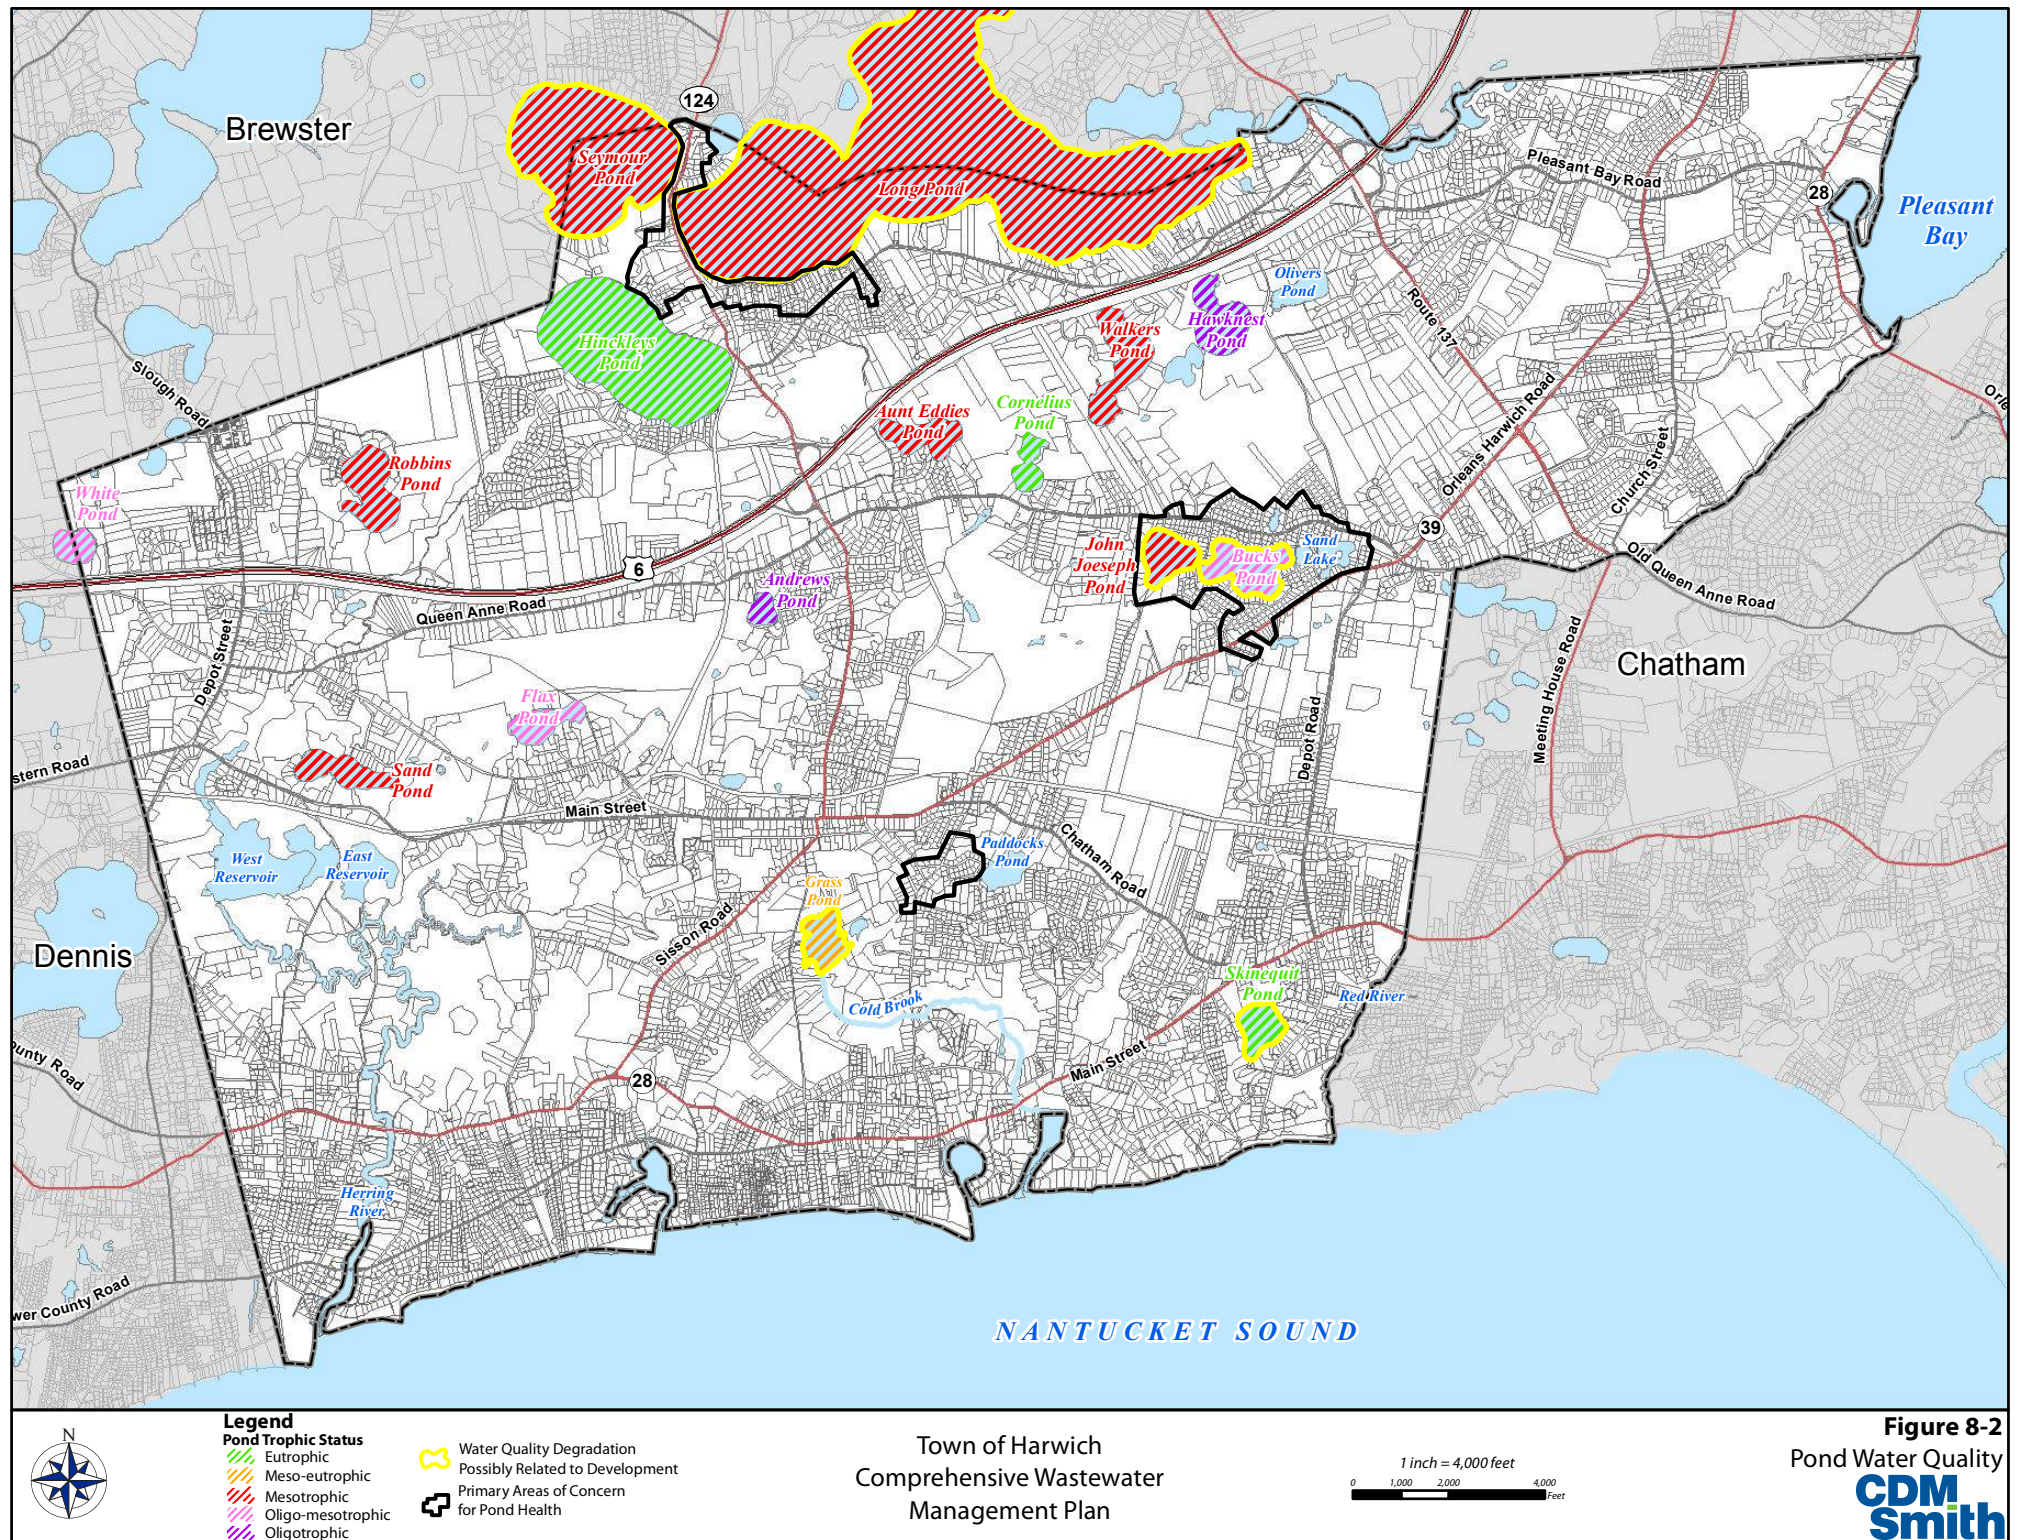 Brewster
124
Seymour
Pond
Long Pond
Pleasant Bay Road
28
Pleasant
Bay
Olivers
Pond
Hawknest
Pond
Walkers
Pond
Route 137
Hinckleys
Pond
Slough Road
Aunt Eddies
Pond
Cornelius
Pond
Orleans Harwich Road
Church Street
Orle
Robbins
Pond
White
Pond
39
John
Joeseph
Pond
Bucks
Pond
Sand
Lake
Old Queen Anne Road
6
Queen Anne Road
Andrews
Pond
Depot Street
Meeting House Road
Chatham
Flax
Pond
Depot Road
stern Road
Sand
Pond
Main Street
West
Reservoir
East
Reservoir
Paddocks
Pond
Chatham Road
Grass
Pond
Sisson Road
Dennis
Skinequit
Pond
Red River
Cold Brook
Main Street
ounty Road
28
Herring
River
wer County Road
NANTUCKET SOUND
N
Legend
Pond Trophic Status
Eutrophic
Meso-eutrophic
Mesotrophic
Oligo-mesotrophic
Oligotrophic
Water Quality Degradation
Possibly Related to Development
Primary Areas of Concern
for Pond Health
Town of Harwich
Comprehensive Wastewater
Management Plan
1 inch = 4,000 feet
0 1,000 2,000 4,000
Feet
Figure 8-2
Pond Water Quality
CDM
Smith